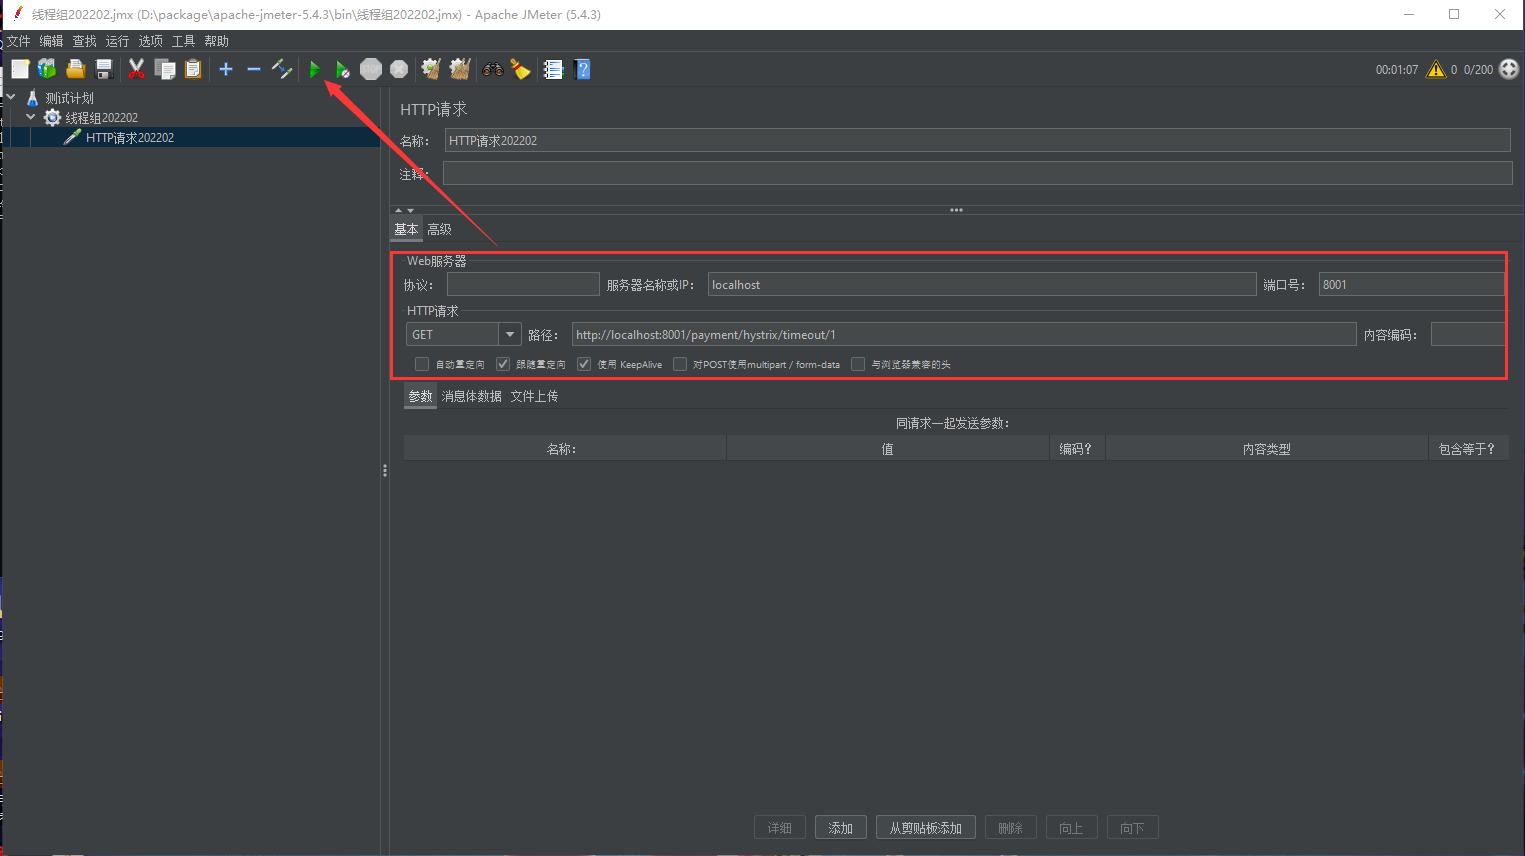 线程组202202.jmx (D:\package\apache-jmeter-5.4.3\bin\线程组202202.jmx) - Apache JMeter (5.4.3)
文件 编辑 查找 运行 选项 工具 帮助
STOP
00:01:07 0 0/200
测试计划
线程组202202
HTTP请求202202
HTTP请求
名称： HTTP请求202202
注释：
基本 高级
Web服务器
协议： 服务器名称或IP： localhost 端口号： 8001
HTTP请求
GET 路径： http://localhost:8001/payment/hystrix/timeout/1 内容编码：
自动重定向 跟随重定向 使用 KeepAlive 对POST使用multipart / form-data 与浏览器兼容的头
参数 消息体数据 文件上传
同请求一起发送参数：
名称： 值 编码？ 内容类型 包含等于？
详细 添加 从剪贴板添加 删除 向上 向下